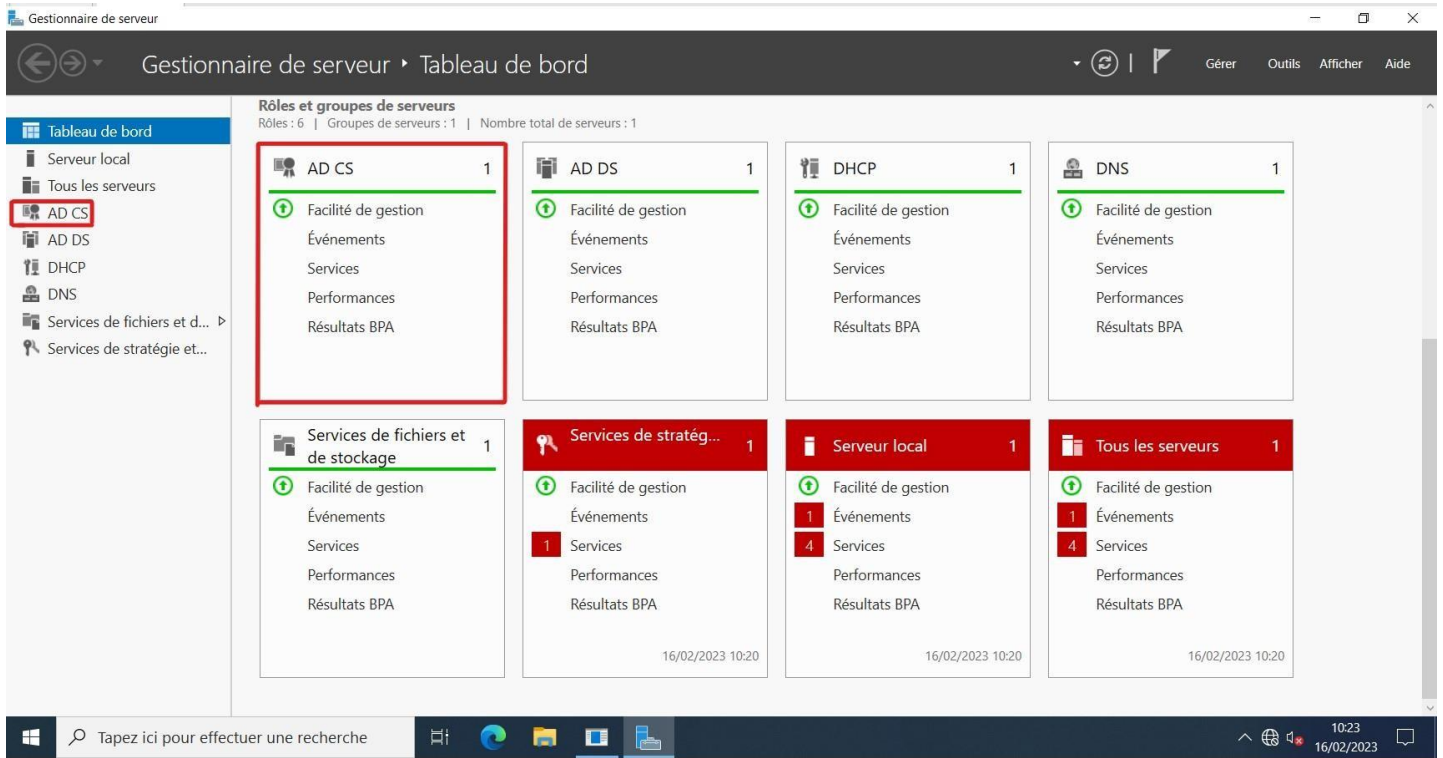 Gestionnaire de serveur
Gestionnaire de serveur ‣ Tableau de bord
Gérer Outils Afficher Aide
Tableau de bord
Serveur local
Tous les serveurs
AD CS
AD DS
DHCP
DNS
Services de fichiers et d...
Services de stratégie et...
Rôles et groupes de serveurs
Rôles : 6 | Groupes de serveurs : 1 | Nombre total de serveurs : 1
AD CS 1
Facilité de gestion
Événements
Services
Performances
Résultats BPA
AD DS 1
Facilité de gestion
Événements
Services
Performances
Résultats BPA
DHCP 1
Facilité de gestion
Événements
Services
Performances
Résultats BPA
DNS 1
Facilité de gestion
Événements
Services
Performances
Résultats BPA
Services de fichiers et
de stockage 1
Facilité de gestion
Événements
Services
Performances
Résultats BPA
Services de stratég... 1
Facilité de gestion
Événements
1 Services
Performances
Résultats BPA
16/02/2023 10:20
Serveur local 1
Facilité de gestion
1 Événements
4 Services
Performances
Résultats BPA
16/02/2023 10:20
Tous les serveurs 1
Facilité de gestion
1 Événements
4 Services
Performances
Résultats BPA
16/02/2023 10:20
Tapez ici pour effectuer une recherche
10:23
16/02/2023